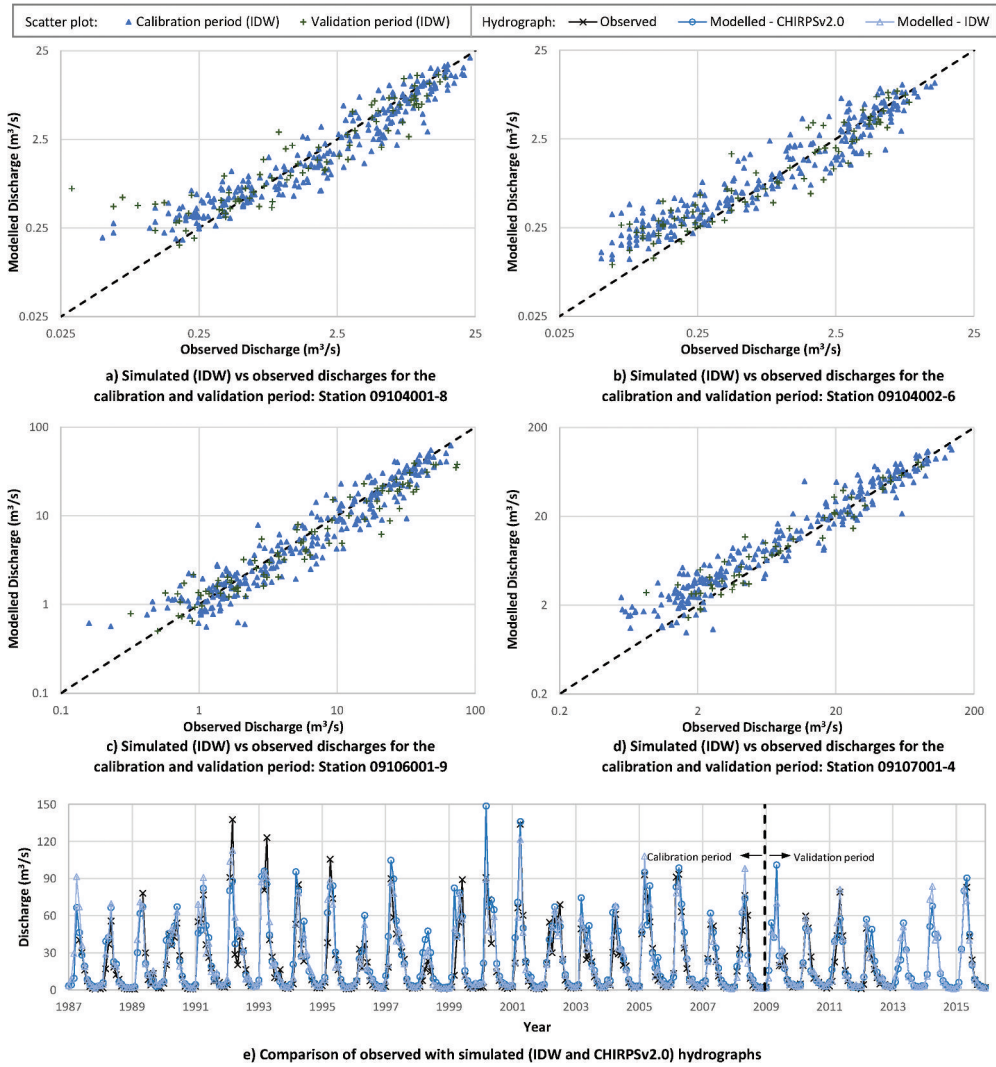 Scatter plot: Calibration period (IDW) Validation period (IDW) Hydrograph: Observed Modelled - CHIRPSv2.0 Modelled - IDW
25
2.5
0.25
0.025
Modelled Discharge (m³/s)
0.025 0.25 2.5 25
Observed Discharge (m³/s)
a) Simulated (IDW) vs observed discharges for the
calibration and validation period: Station 09104001-8
25
2.5
0.25
0.025
Modelled Discharge (m³/s)
0.025 0.25 2.5 25
Observed Discharge (m³/s)
b) Simulated (IDW) vs observed discharges for the
calibration and validation period: Station 09104002-6
100
10
1
0.1
Modelled Discharge (m³/s)
0.1 1 10 100
Observed Discharge (m³/s)
c) Simulated (IDW) vs observed discharges for the
calibration and validation period: Station 09106001-9
200
20
2
0.2
Modelled Discharge (m³/s)
0.2 2 20 200
Observed Discharge (m³/s)
d) Simulated (IDW) vs observed discharges for the
calibration and validation period: Station 09107001-4
150
120
90
60
30
0
Discharge (m³/s)
Calibration period Validation period
1987 1989 1991 1993 1995 1997 1999 2001 2003 2005 2007 2009 2011 2013 2015
Year
e) Comparison of observed with simulated (IDW and CHIRPSv2.0) hydrographs